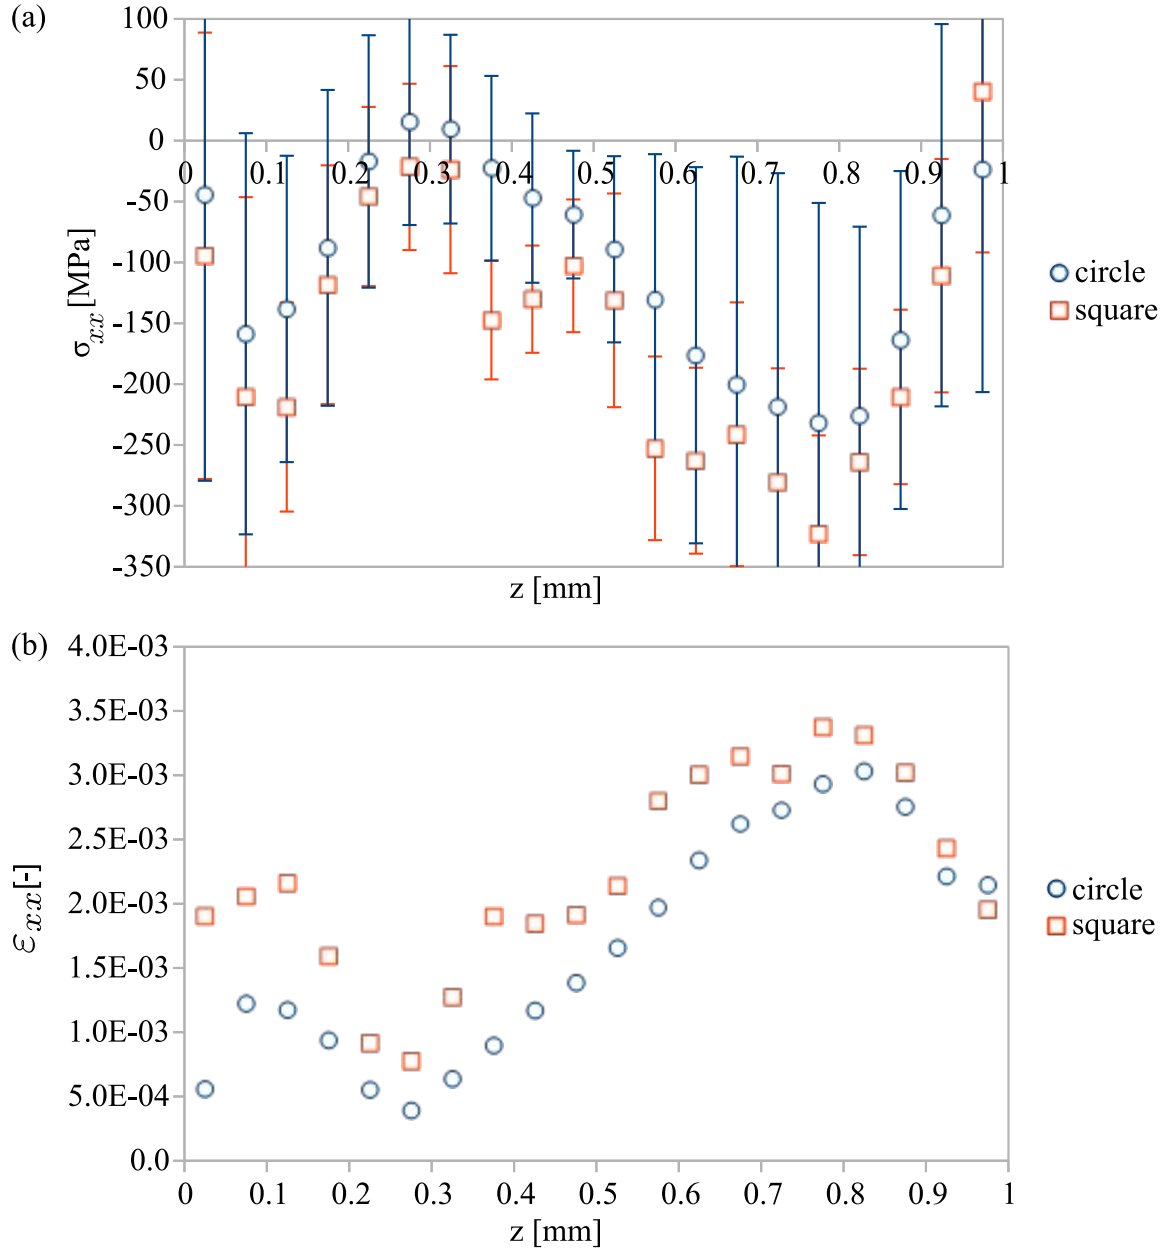 (a)
100
50
0
-50
-100
-150
-200
-250
-300
-350
0 0.1 0.2 0.3 0.4 0.5 0.6 0.7 0.8 0.9 1
σxx[MPa]
z [mm]
circle
square
(b)
4.0E-03
3.5E-03
3.0E-03
2.5E-03
2.0E-03
1.5E-03
1.0E-03
5.0E-04
0.0
0 0.1 0.2 0.3 0.4 0.5 0.6 0.7 0.8 0.9 1
εxx[-]
z [mm]
circle
square